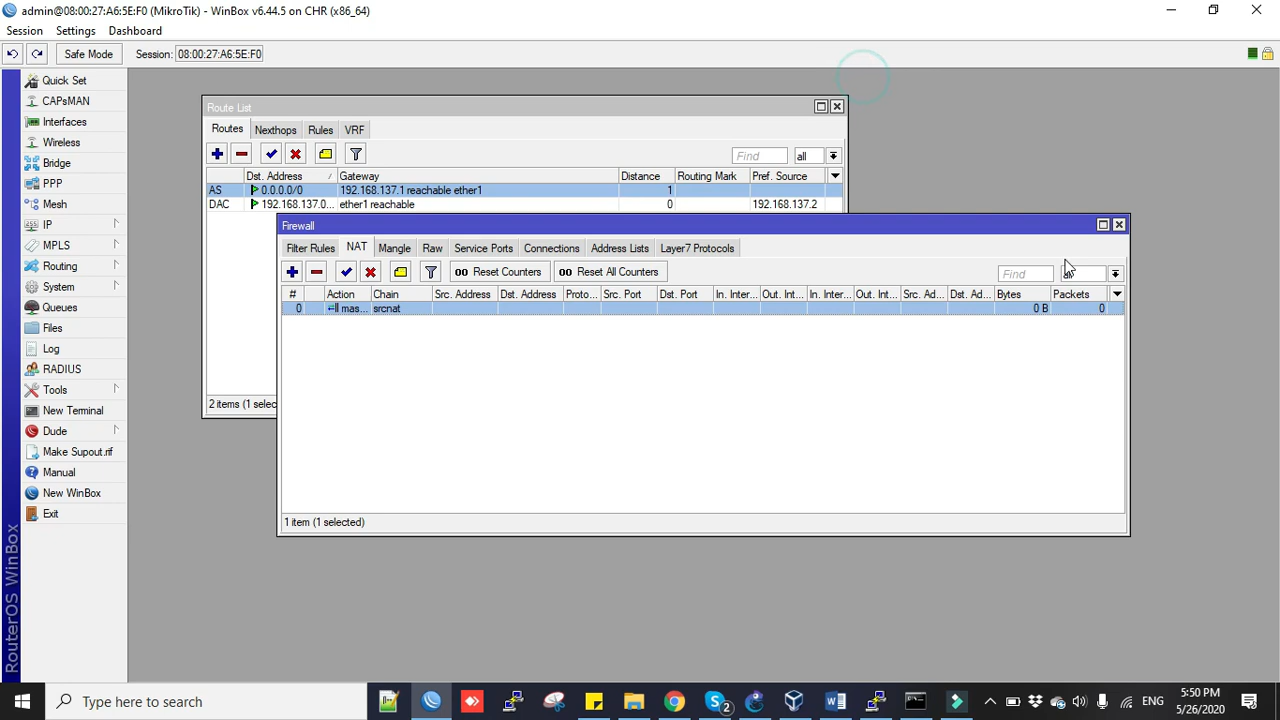 admin@08:00:27:A6:5E:F0 (MikroTik) - WinBox v6.44.5 on CHR (x86_64)
Session Settings Dashboard
Safe Mode Session: 08:00:27:A6:5E:F0
Quick Set
CAPsMAN
Interfaces
Wireless
Bridge
PPP
Mesh
IP
MPLS
Routing
System
Queues
Files
Log
RADIUS
Tools
New Terminal
Dude
Make Supout.rif
Manual
New WinBox
Exit
RouterOS WinBox
Route List
Routes Nexthops Rules VRF
Find all
Dst. Address Gateway Distance Routing Mark Pref. Source
AS 0.0.0.0/0 192.168.137.1 reachable ether1 1
DAC 192.168.137.0... ether1 reachable 0 192.168.137.2
2 items (1 selec
Firewall
Filter Rules NAT Mangle Raw Service Ports Connections Address Lists Layer7 Protocols
00 Reset Counters 00 Reset All Counters Find
# Action Chain Src. Address Dst. Address Proto... Src. Port Dst. Port In. Inter... Out. Int... In. Inter... Out. Int... Src. Ad... Dst. Ad... Bytes Packets
0 mas... srcnat 0 B 0
1 item (1 selected)
Type here to search
2
ENG
5:50 PM
5/26/2020